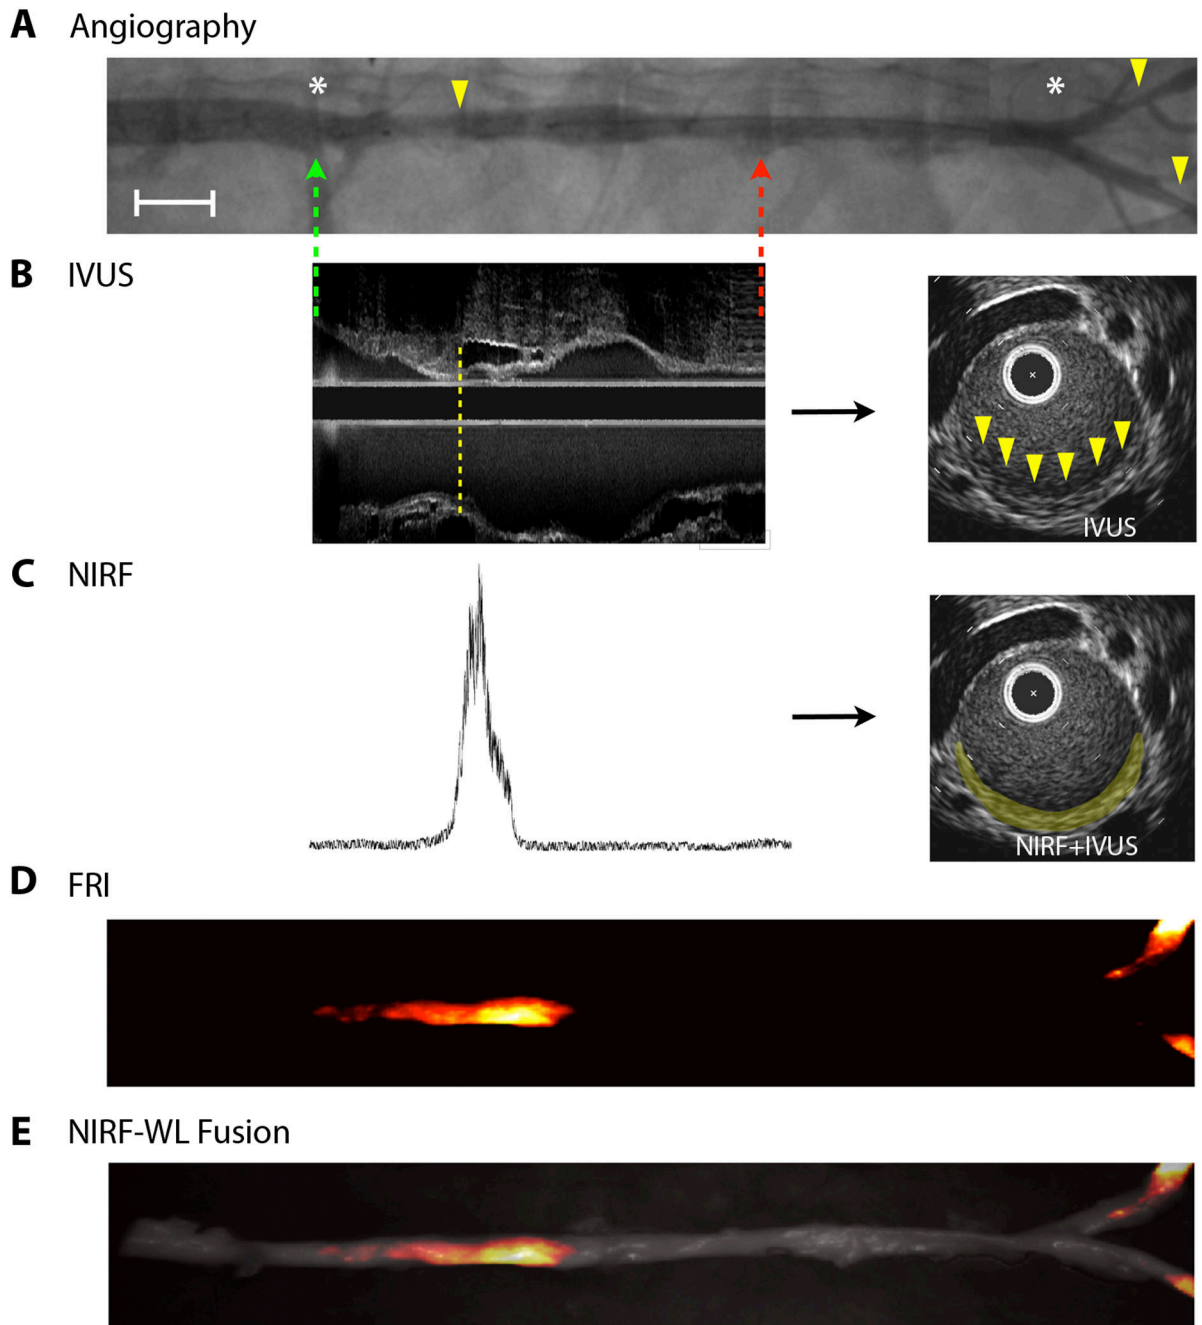 A Angiography
*
*
B IVUS
IVUS
C NIRF
NIRF+IVUS
D FRI
E NIRF-WL Fusion